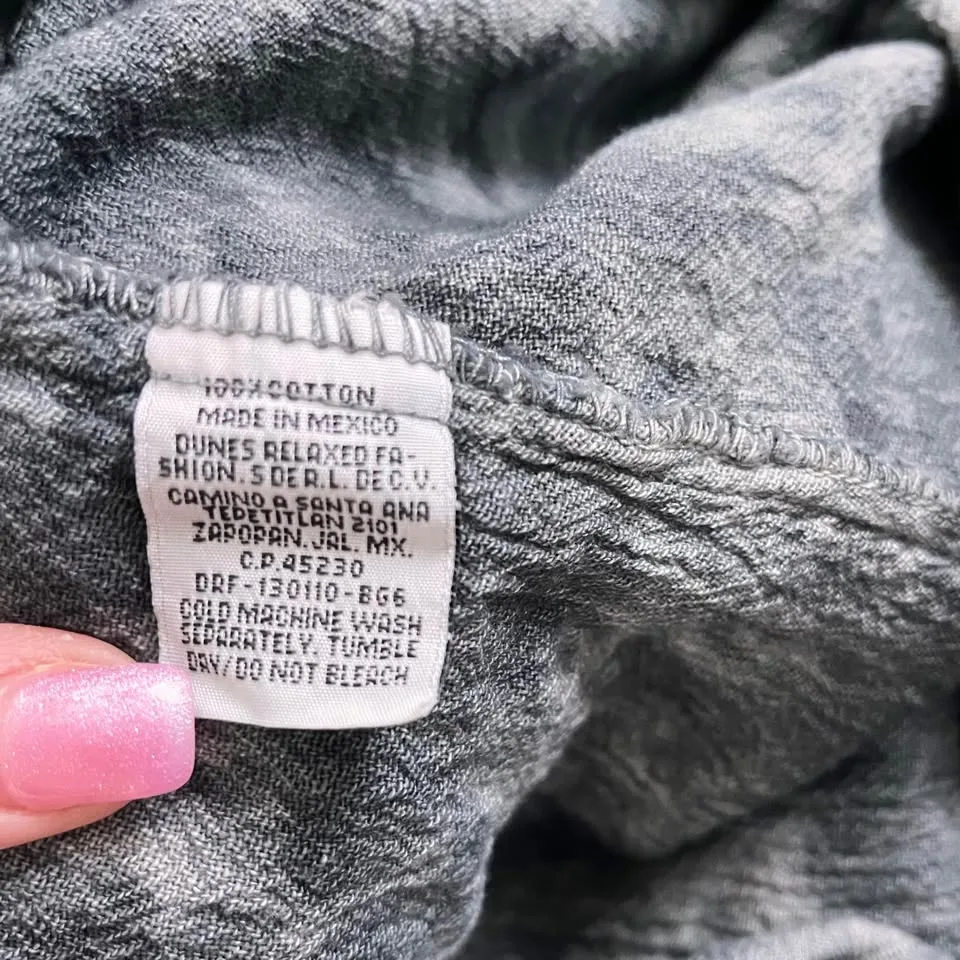 100%COTTON
MADE IN MEXICO
DUNES RELAXED FA-
SHION. S DE R.L. DE C.V.
CAMINO A SANTA ANA
TEPETITLAN 2101
ZAPOPAN. JAL. MX.
C.P.45230
DRF-130110-BG6
COLD MACHINE WASH
SEPARATELY. TUMBLE
DRY/DO NOT BLEACH